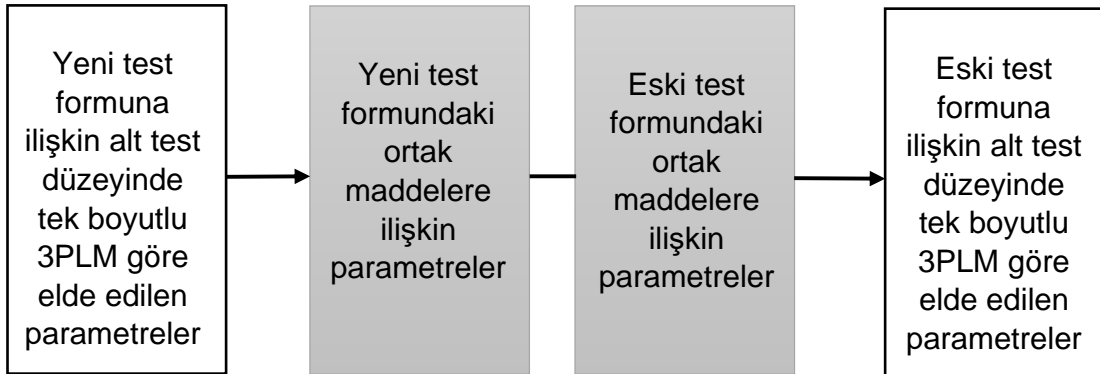 Yeni test
formuna
ilişkin alt test
düzeyinde
tek boyutlu
3PLM göre
elde edilen
parametreler
Yeni test
formundaki
ortak
maddelere
ilişkin
parametreler
Eski test
formundaki
ortak
maddelere
ilişkin
parametreler
Eski test
formuna
ilişkin alt test
düzeyinde
tek boyutlu
3PLM göre
elde edilen
parametreler